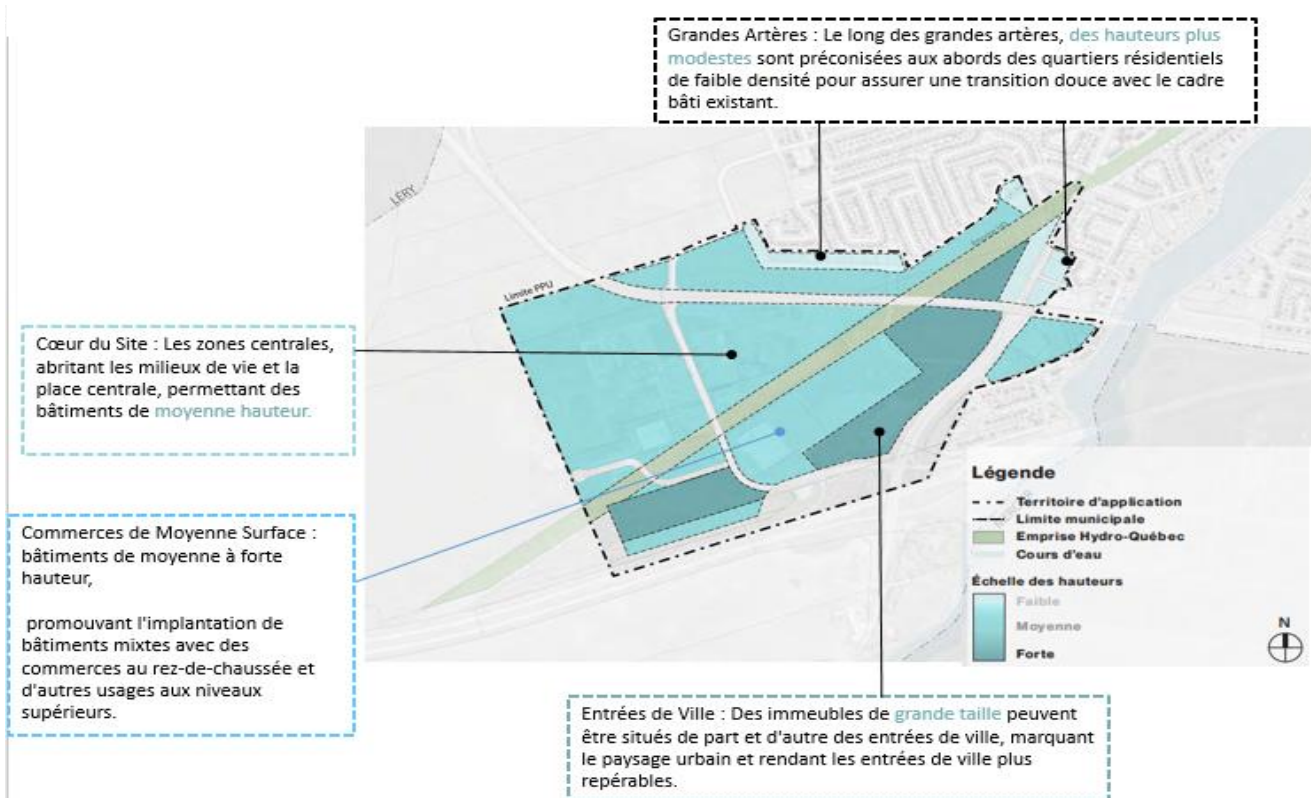 Grandes Artères : Le long des grandes artères, des hauteurs plus
modestes sont préconisées aux abords des quartiers résidentiels
de faible densité pour assurer une transition douce avec le cadre
bâti existant.
LÉRY
Limite PPU
Cœur du Site : Les zones centrales,
abritant les milieux de vie et la
place centrale, permettant des
bâtiments de moyenne hauteur.
Commerces de Moyenne Surface :
bâtiments de moyenne à forte
hauteur,
promouvant l'implantation de
bâtiments mixtes avec des
commerces au rez-de-chaussée et
d'autres usages aux niveaux
supérieurs.
Légende
Territoire d'application
Limite municipale
Emprise Hydro-Québec
Cours d'eau
Échelle des hauteurs
Faible
Moyenne
Forte
N
Entrées de Ville : Des immeubles de grande taille peuvent
être situés de part et d'autre des entrées de ville, marquant
le paysage urbain et rendant les entrées de ville plus
repérables.